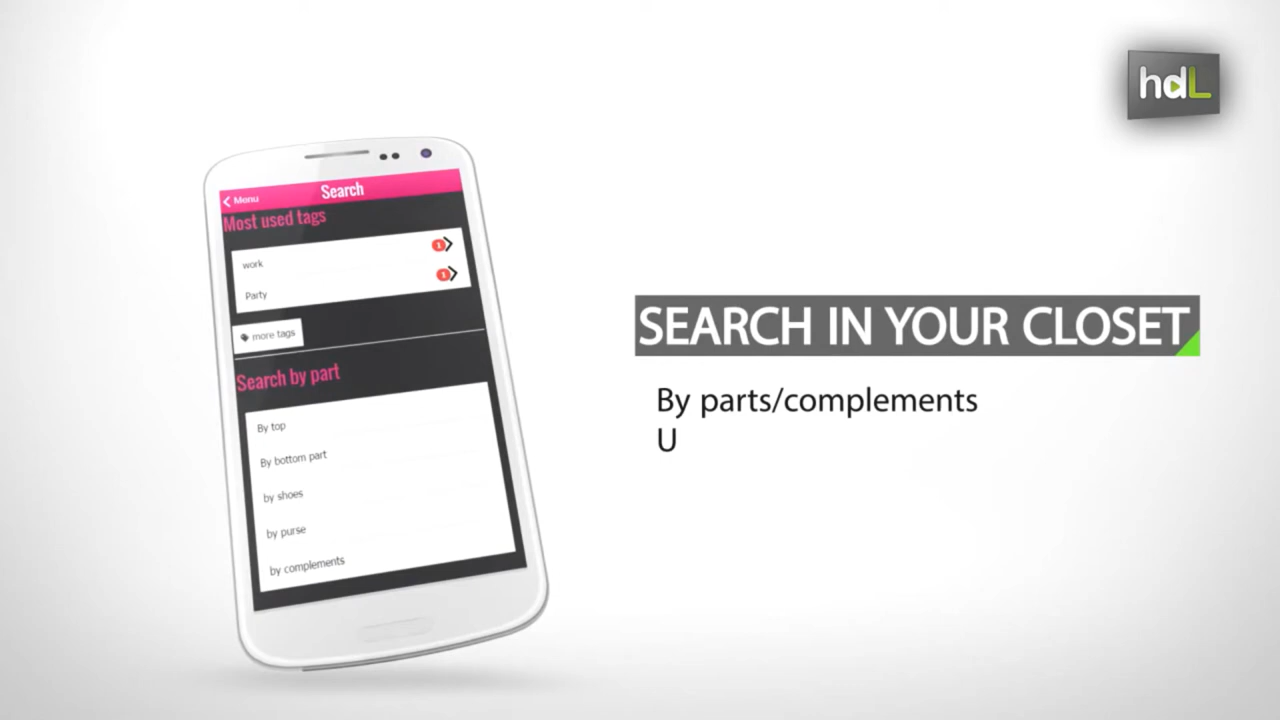 hdL
Menu
Search
Most used tags
work
1
Party
1
more tags
Search by part
By top
By bottom part
by shoes
by purse
by complements
SEARCH IN YOUR CLOSET
By parts/complements
U